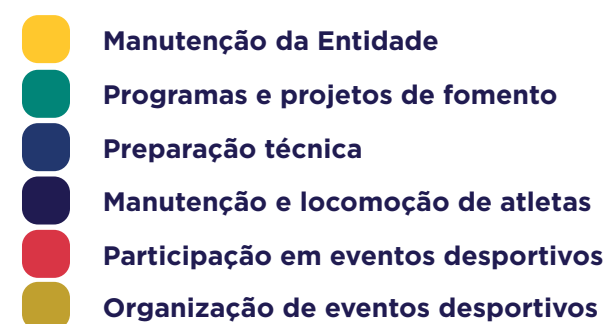 Manutenção da Entidade
Programas e projetos de fomento
Preparação técnica
Manutenção e locomoção de atletas
Participação em eventos desportivos
Organização de eventos desportivos